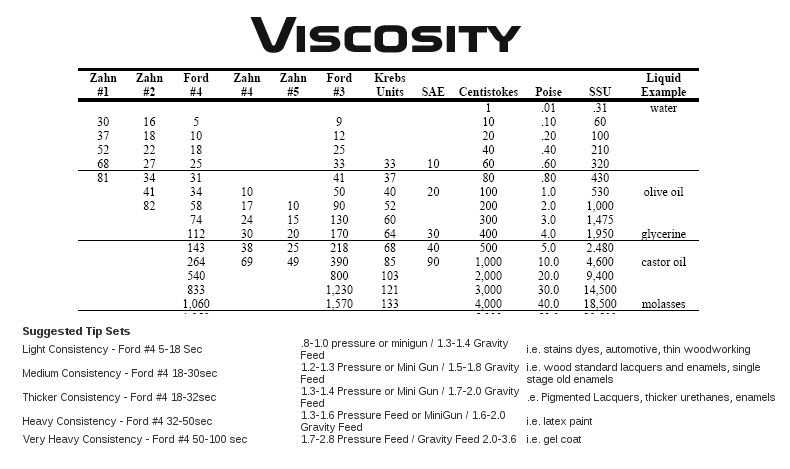 VISCOSITY
Zahn Zahn Ford Zahn Zahn Ford Krebs Liquid
#1 #2 #4 #4 #5 #3 Units SAE Centistokes Poise SSU Example
1 .01 .31 water
30 16 5 9 10 .10 60
37 18 10 12 20 .20 100
52 22 18 25 40 .40 210
68 27 25 33 33 10 60 .60 320
81 34 31 41 37 80 .80 430
41 34 10 50 40 20 100 1.0 530 olive oil
82 58 17 10 90 52 200 2.0 1,000
74 24 15 130 60 300 3.0 1,475
112 30 20 170 64 30 400 4.0 1,950 glycerine
143 38 25 218 68 40 500 5.0 2.480
264 69 49 390 85 90 1,000 10.0 4,600 castor oil
540 800 103 2,000 20.0 9,400
833 1,230 121 3,000 30.0 14,500
1,060 1,570 133 4,000 40.0 18,500 molasses
Suggested Tip Sets
Light Consistency - Ford #4 5-18 Sec .8-1.0 pressure or minigun / 1.3-1.4 Gravity
Feed i.e. stains dyes, automotive, thin woodworking
Medium Consistency - Ford #4 18-30sec 1.2-1.3 Pressure or Mini Gun / 1.5-1.8 Gravity
Feed i.e. wood standard lacquers and enamels, single
stage old enamels
Thicker Consistency - Ford #4 18-32sec 1.3-1.4 Pressure or Mini Gun / 1.7-2.0 Gravity
Feed .e. Pigmented Lacquers, thicker urethanes, enamels
Heavy Consistency - Ford #4 32-50sec 1.3-1.6 Pressure Feed or MiniGun / 1.6-2.0
Gravity Feed i.e. latex paint
Very Heavy Consistency - Ford #4 50-100 sec 1.7-2.8 Pressure Feed / Gravity Feed 2.0-3.6 i.e. gel coat